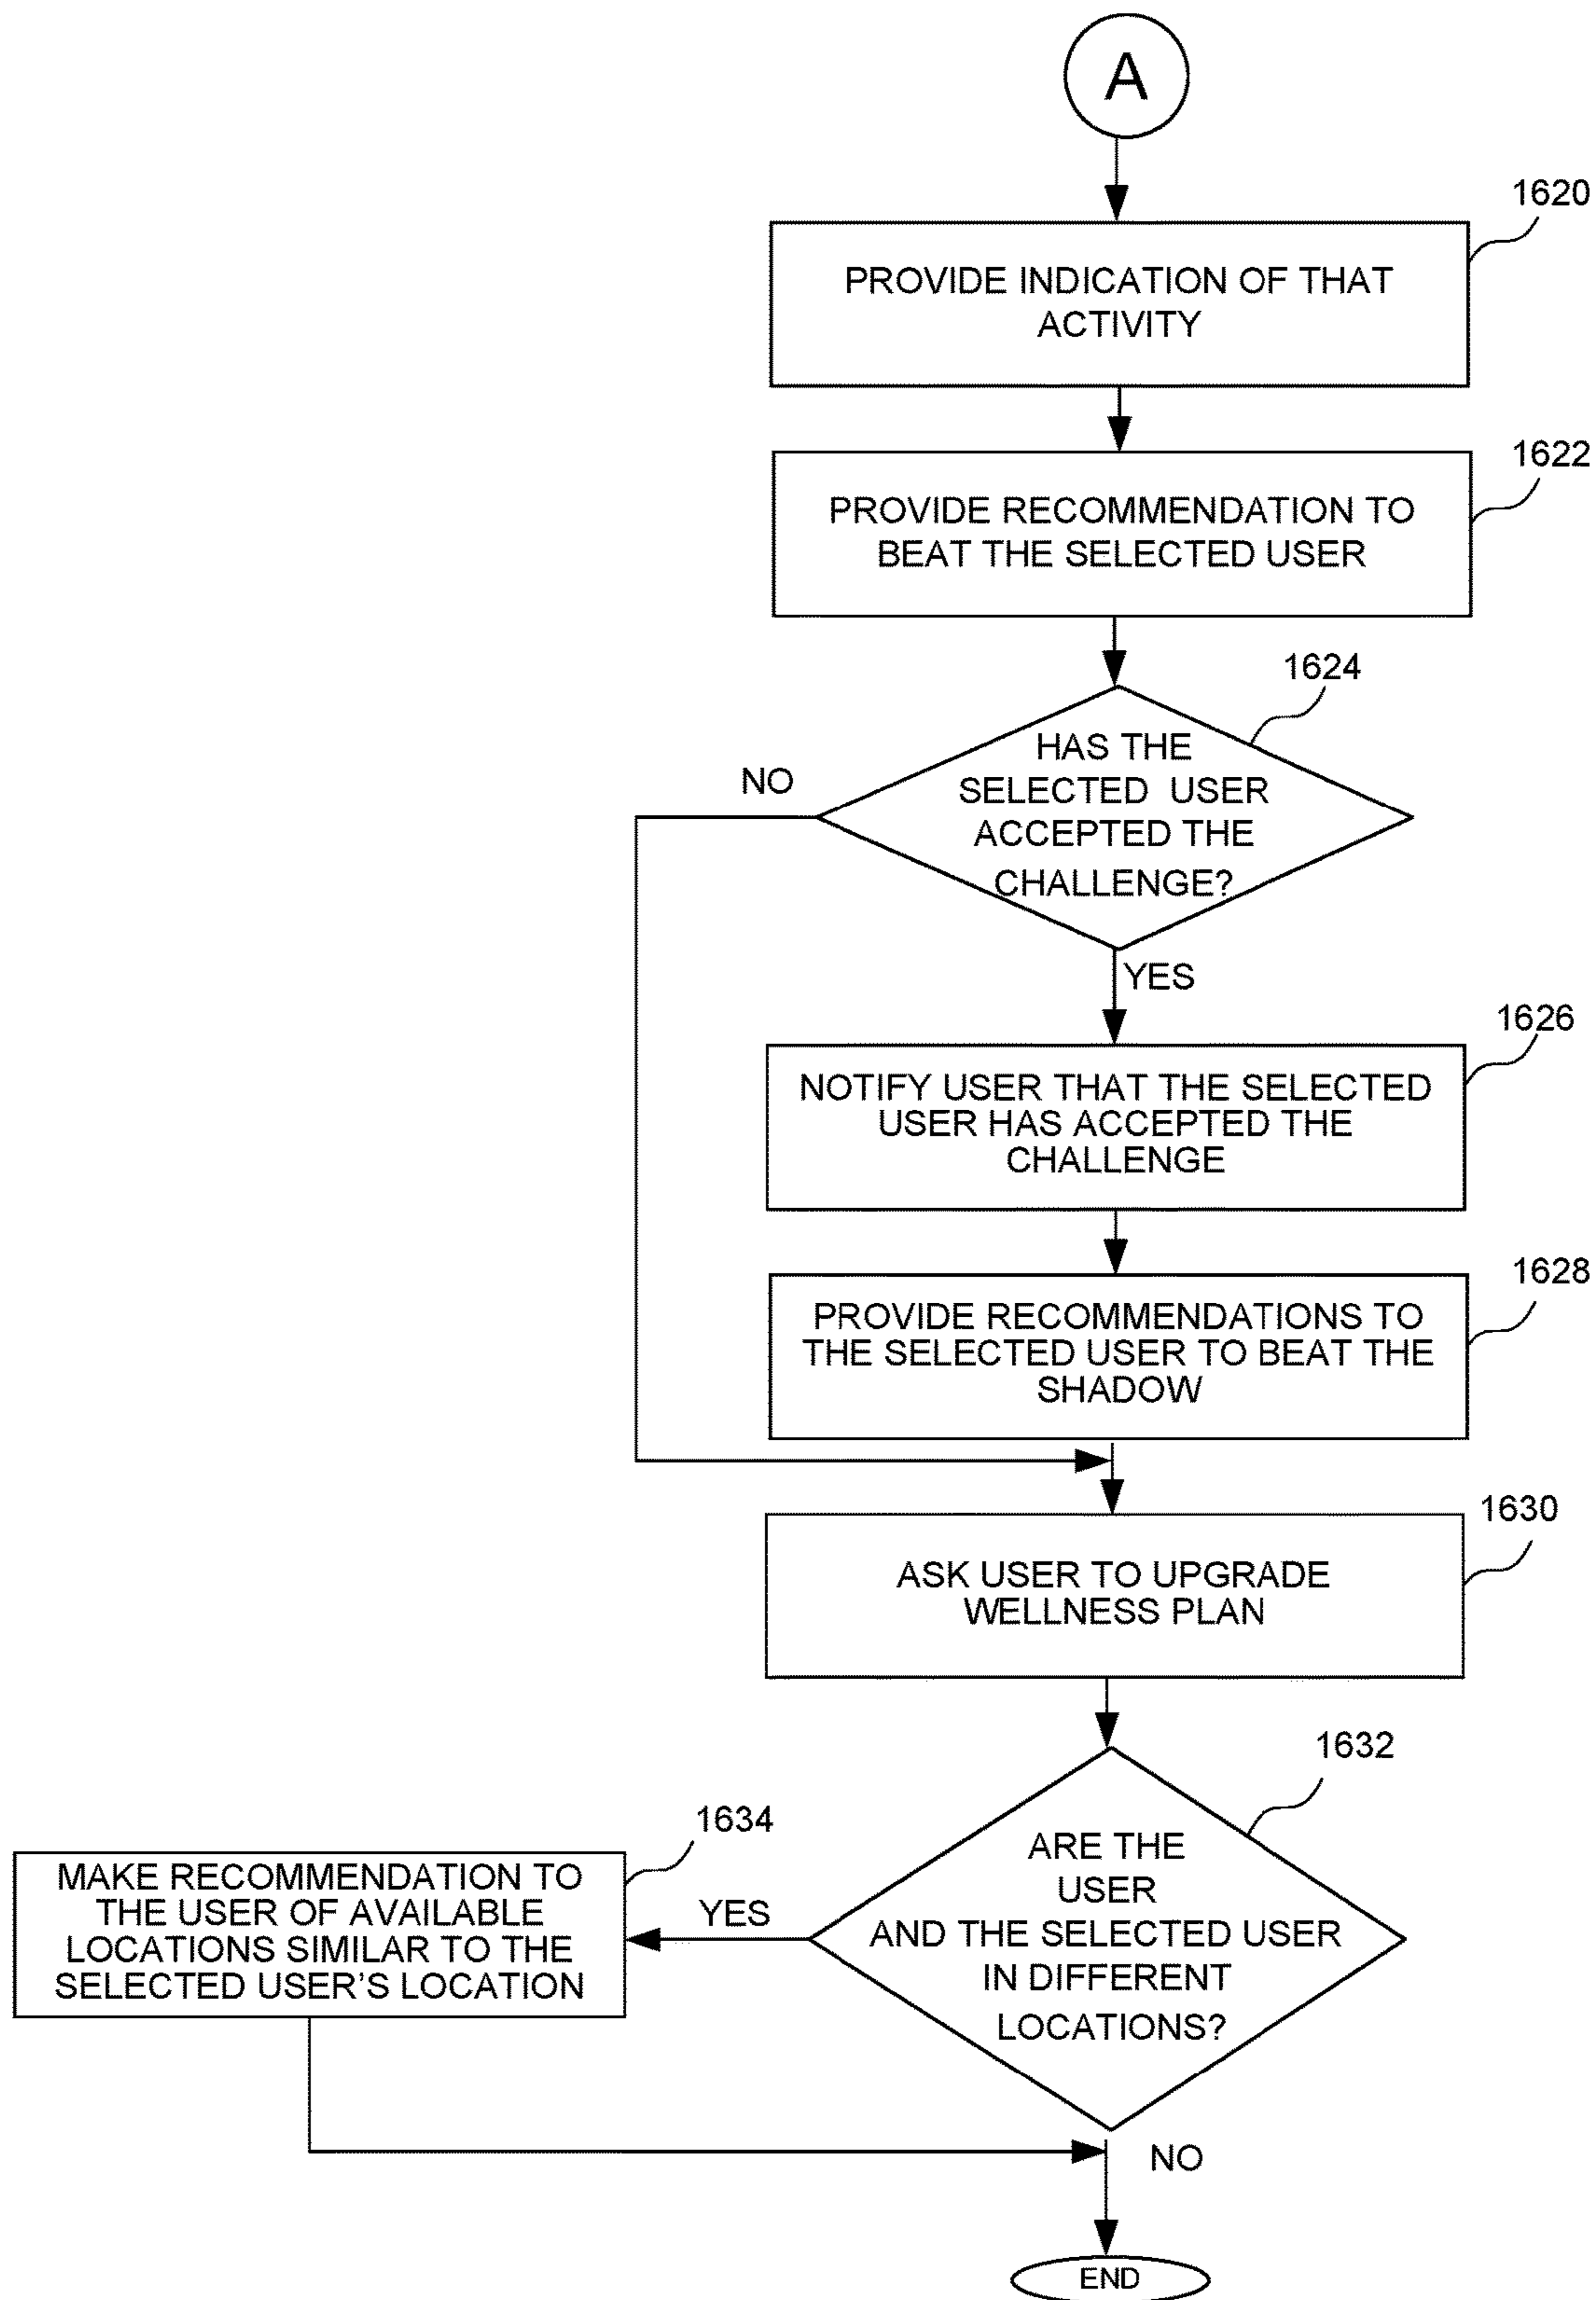 A
1620
PROVIDE INDICATION OF THAT
ACTIVITY
1622
PROVIDE RECOMMENDATION TO
BEAT THE SELECTED USER
1624
HAS THE
SELECTED USER
ACCEPTED THE
CHALLENGE?
NO
YES
1626
NOTIFY USER THAT THE SELECTED
USER HAS ACCEPTED THE
CHALLENGE
1628
PROVIDE RECOMMENDATIONS TO
THE SELECTED USER TO BEAT THE
SHADOW
1630
ASK USER TO UPGRADE
WELLNESS PLAN
1632
ARE THE
USER
AND THE SELECTED USER
IN DIFFERENT
LOCATIONS?
YES
1634
MAKE RECOMMENDATION TO
THE USER OF AVAILABLE
LOCATIONS SIMILAR TO THE
SELECTED USER'S LOCATION
NO
END